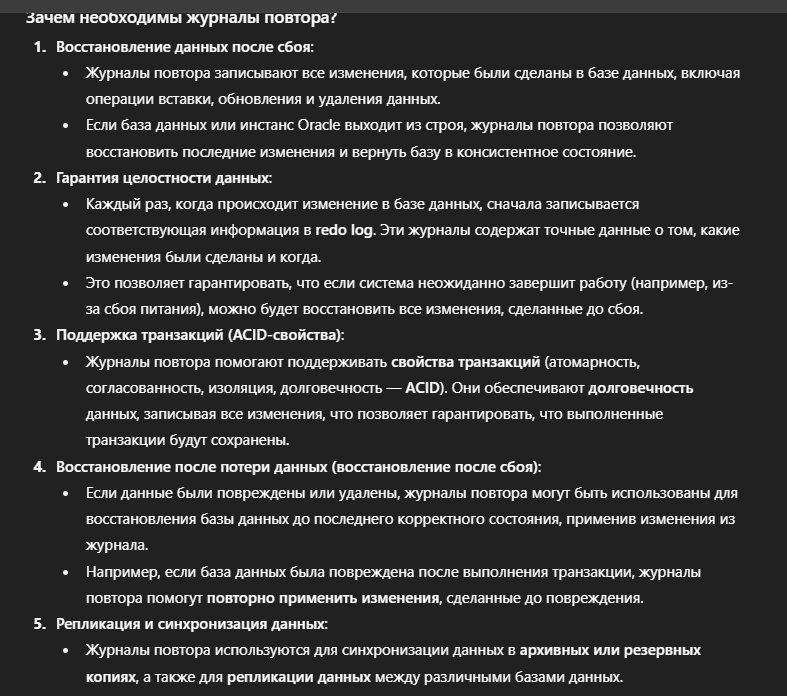 Зачем необходимы журналы повтора?
1. Восстановление данных после сбоя:
• Журналы повтора записывают все изменения, которые были сделаны в базе данных, включая
операции вставки, обновления и удаления данных.
• Если база данных или инстанс Oracle выходит из строя, журналы повтора позволяют
восстановить последние изменения и вернуть базу в консистентное состояние.
2. Гарантия целостности данных:
• Каждый раз, когда происходит изменение в базе данных, сначала записывается
соответствующая информация в redo log. Эти журналы содержат точные данные о том, какие
изменения были сделаны и когда.
• Это позволяет гарантировать, что если система неожиданно завершит работу (например, из-
за сбоя питания), можно будет восстановить все изменения, сделанные до сбоя.
3. Поддержка транзакций (ACID-свойства):
• Журналы повтора помогают поддерживать свойства транзакций (атомарность,
согласованность, изоляция, долговечность — ACID). Они обеспечивают долговечность
данных, записывая все изменения, что позволяет гарантировать, что выполненные
транзакции будут сохранены.
4. Восстановление после потери данных (восстановление после сбоя):
• Если данные были повреждены или удалены, журналы повтора могут быть использованы для
восстановления базы данных до последнего корректного состояния, применив изменения из
журнала.
• Например, если база данных была повреждена после выполнения транзакции, журналы
повтора помогут повторно применить изменения, сделанные до повреждения.
5. Репликация и синхронизация данных:
• Журналы повтора используются для синхронизации данных в архивных или резервных
копиях, а также для репликации данных между различными базами данных.